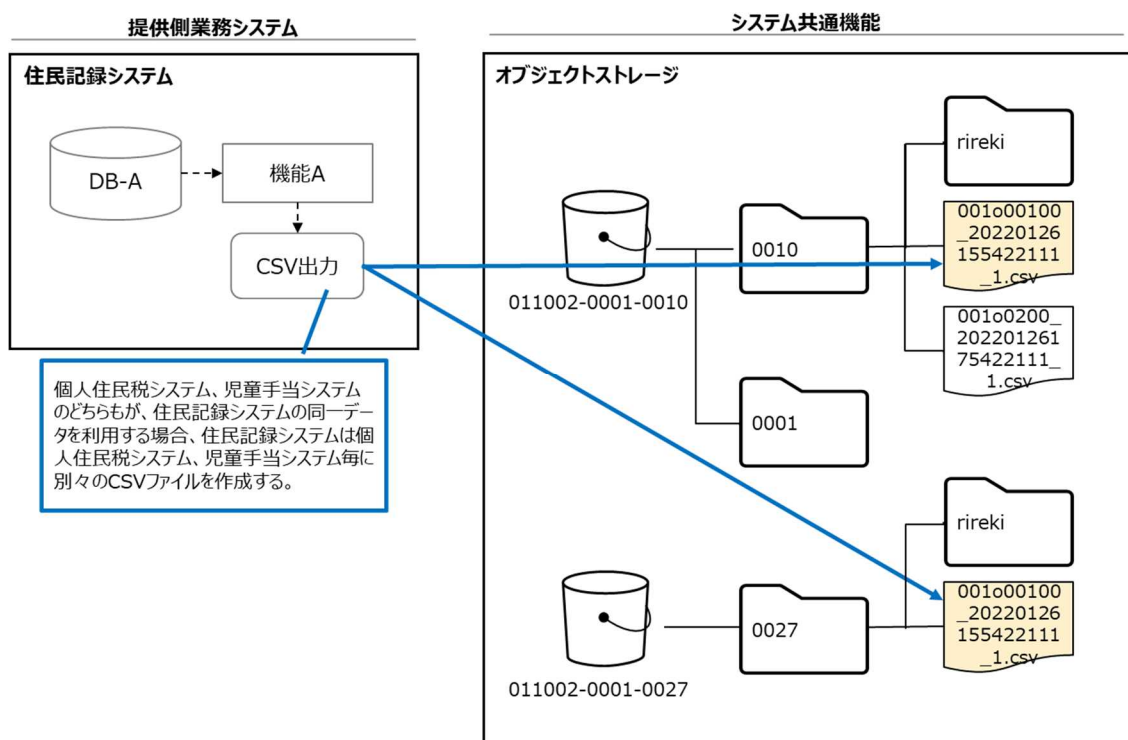 提供側業務システム
システム共通機能
住民記録システム
DB-A
機能A
CSV出力
個人住民税システム、児童手当システム
のどちらもが、住民記録システムの同一デー
タを利用する場合、住民記録システムは個
人住民税システム、児童手当システム毎に
別々のCSVファイルを作成する。
オブジェクトストレージ
011002-0001-0010
0010
rireki
001o00100
_20220126
155422111
_1.csv
001o0200_
202201261
75422111_
1.csv
0001
011002-0001-0027
0027
rireki
001o00100
_20220126
155422111
_1.csv